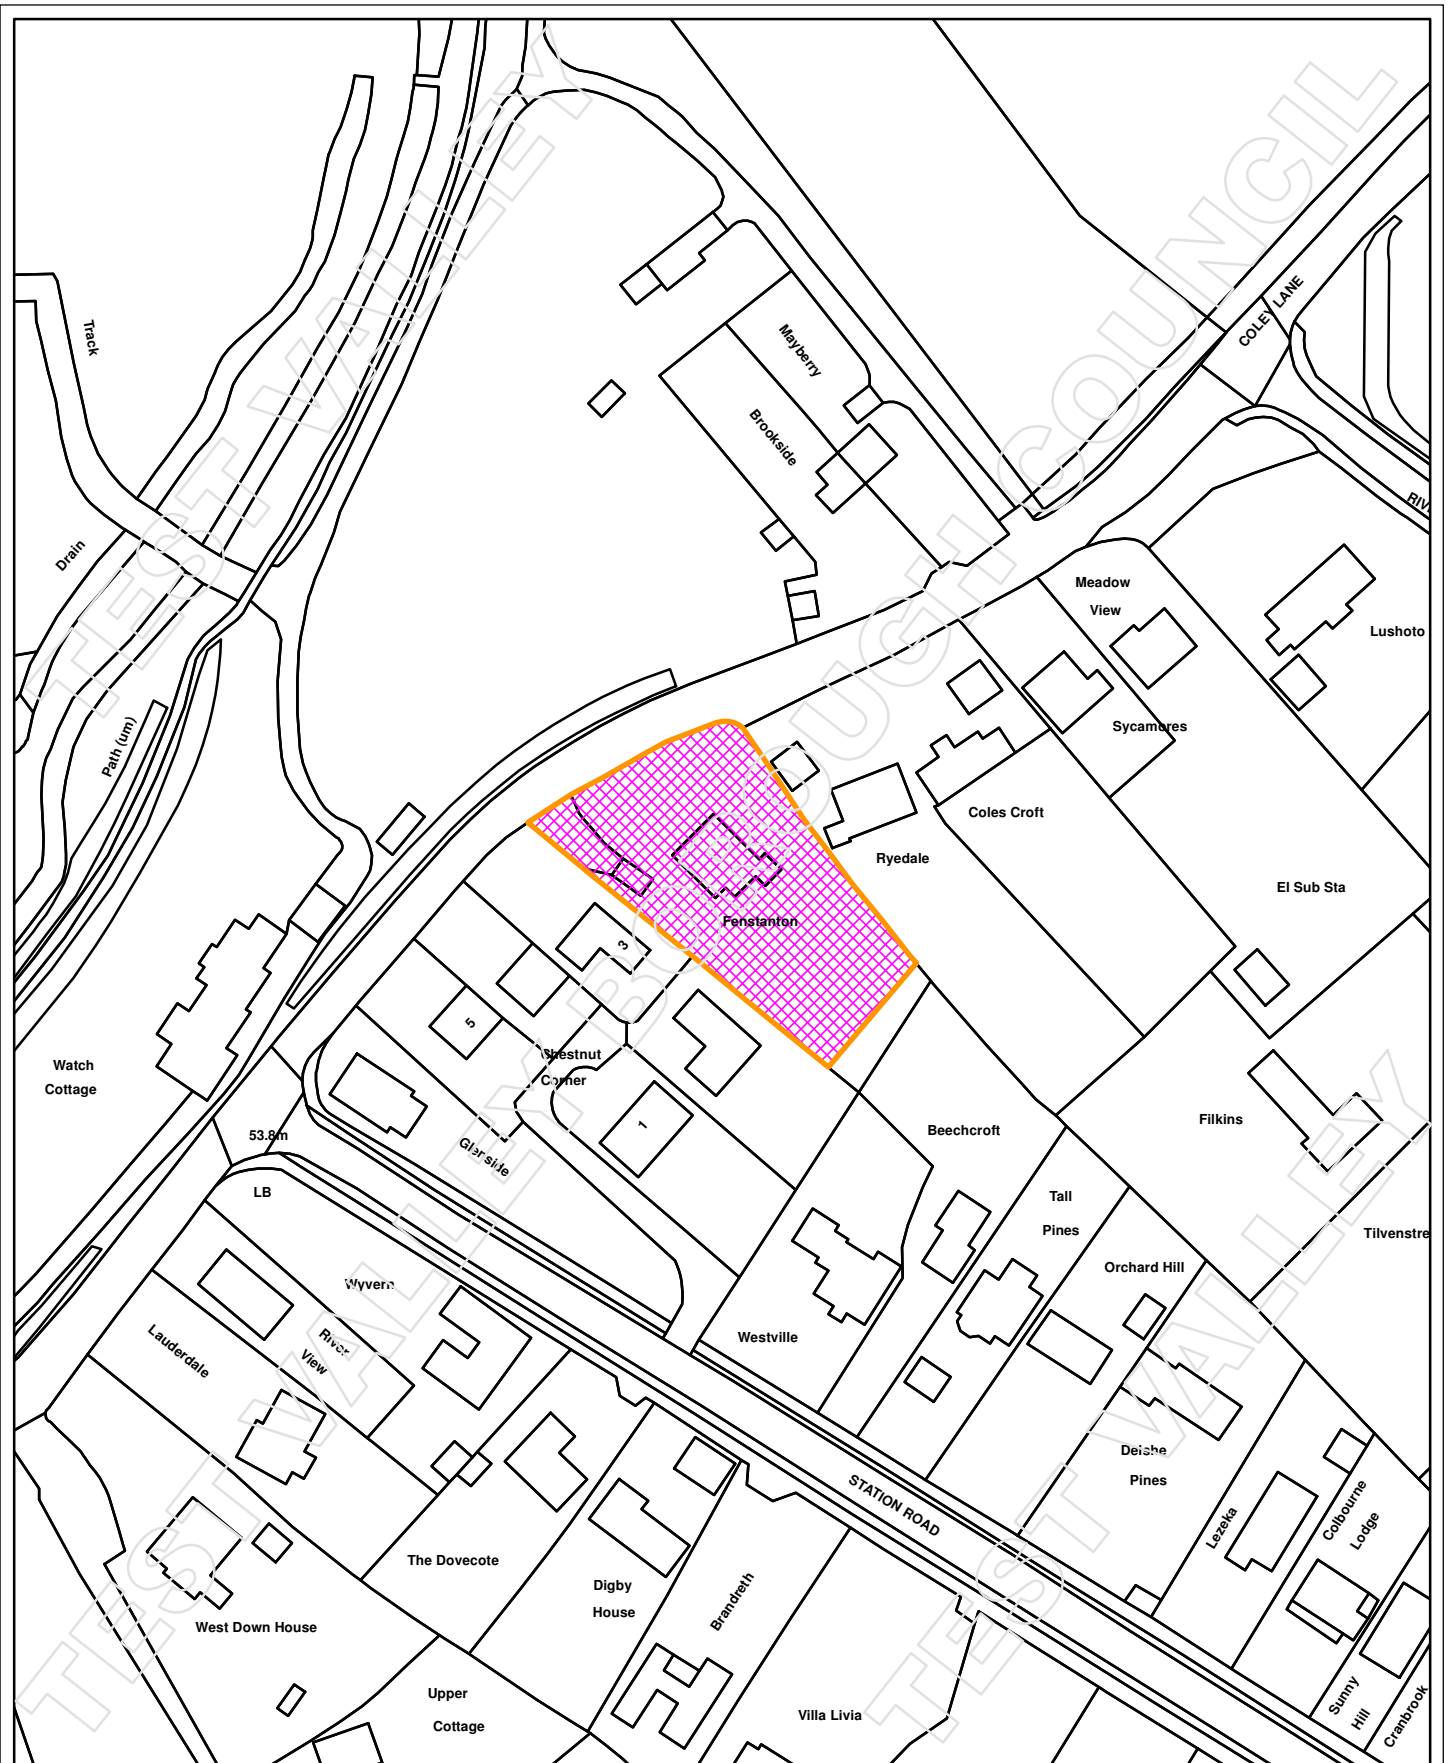 TEST VALLEY BOROUGH COUNCIL
TEST VALLEY
TEST VALLEY
COLEY LANE
Track
Mayberry
Brookside
Drain
Meadow
View
Lushoto
Path (um)
Sycamores
Coles Croft
Ryedale
El Sub Sta
Fenstanton
3
5
Chestnut
Corner
Watch
Cottage
1
Filkins
Beechcroft
53.8m
Glenside
LB
Tall
Pines
Tilvenstre
Orchard Hill
Wyvern
River
View
Lauderdale
Westville
Deishe
Pines
STATION ROAD
Lezeka
Colbourne
Lodge
The Dovecote
Digby
House
Brandreth
West Down House
Upper
Cottage
Villa Livia
Sunny
Hill
Cranbrook